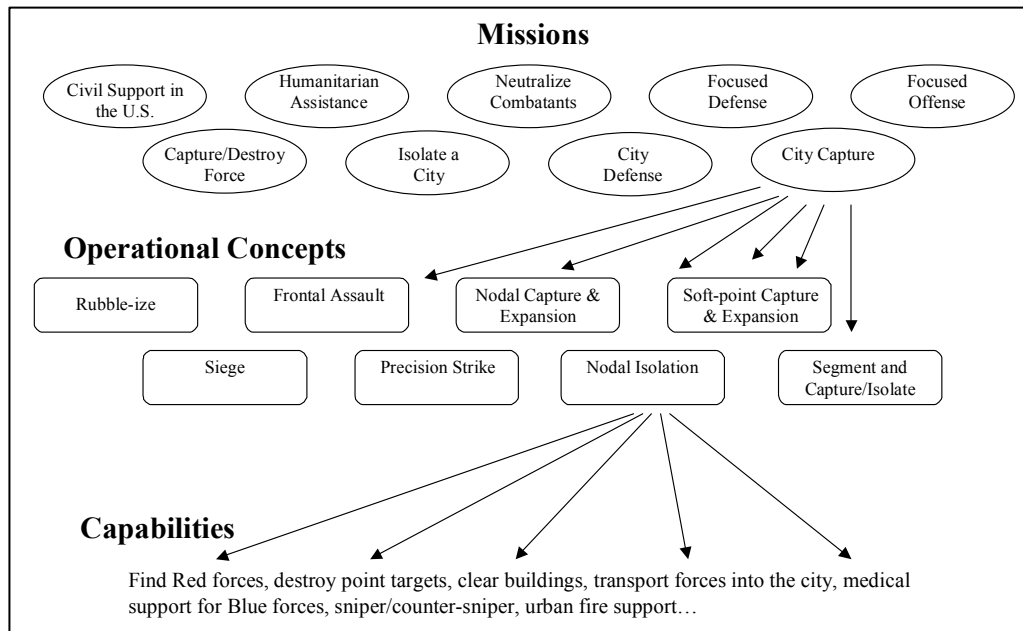 Missions
Civil Support in
the U.S.
Humanitarian
Assistance
Neutralize
Combatants
Focused
Defense
Focused
Offense
Capture/Destroy
Force
Isolate a
City
City
Defense
City Capture
Operational Concepts
Rubble-ize
Frontal Assault
Nodal Capture &
Expansion
Soft-point Capture
& Expansion
Siege
Precision Strike
Nodal Isolation
Segment and
Capture/Isolate
Capabilities
Find Red forces, destroy point targets, clear buildings, transport forces into the city, medical
support for Blue forces, sniper/counter-sniper, urban fire support…